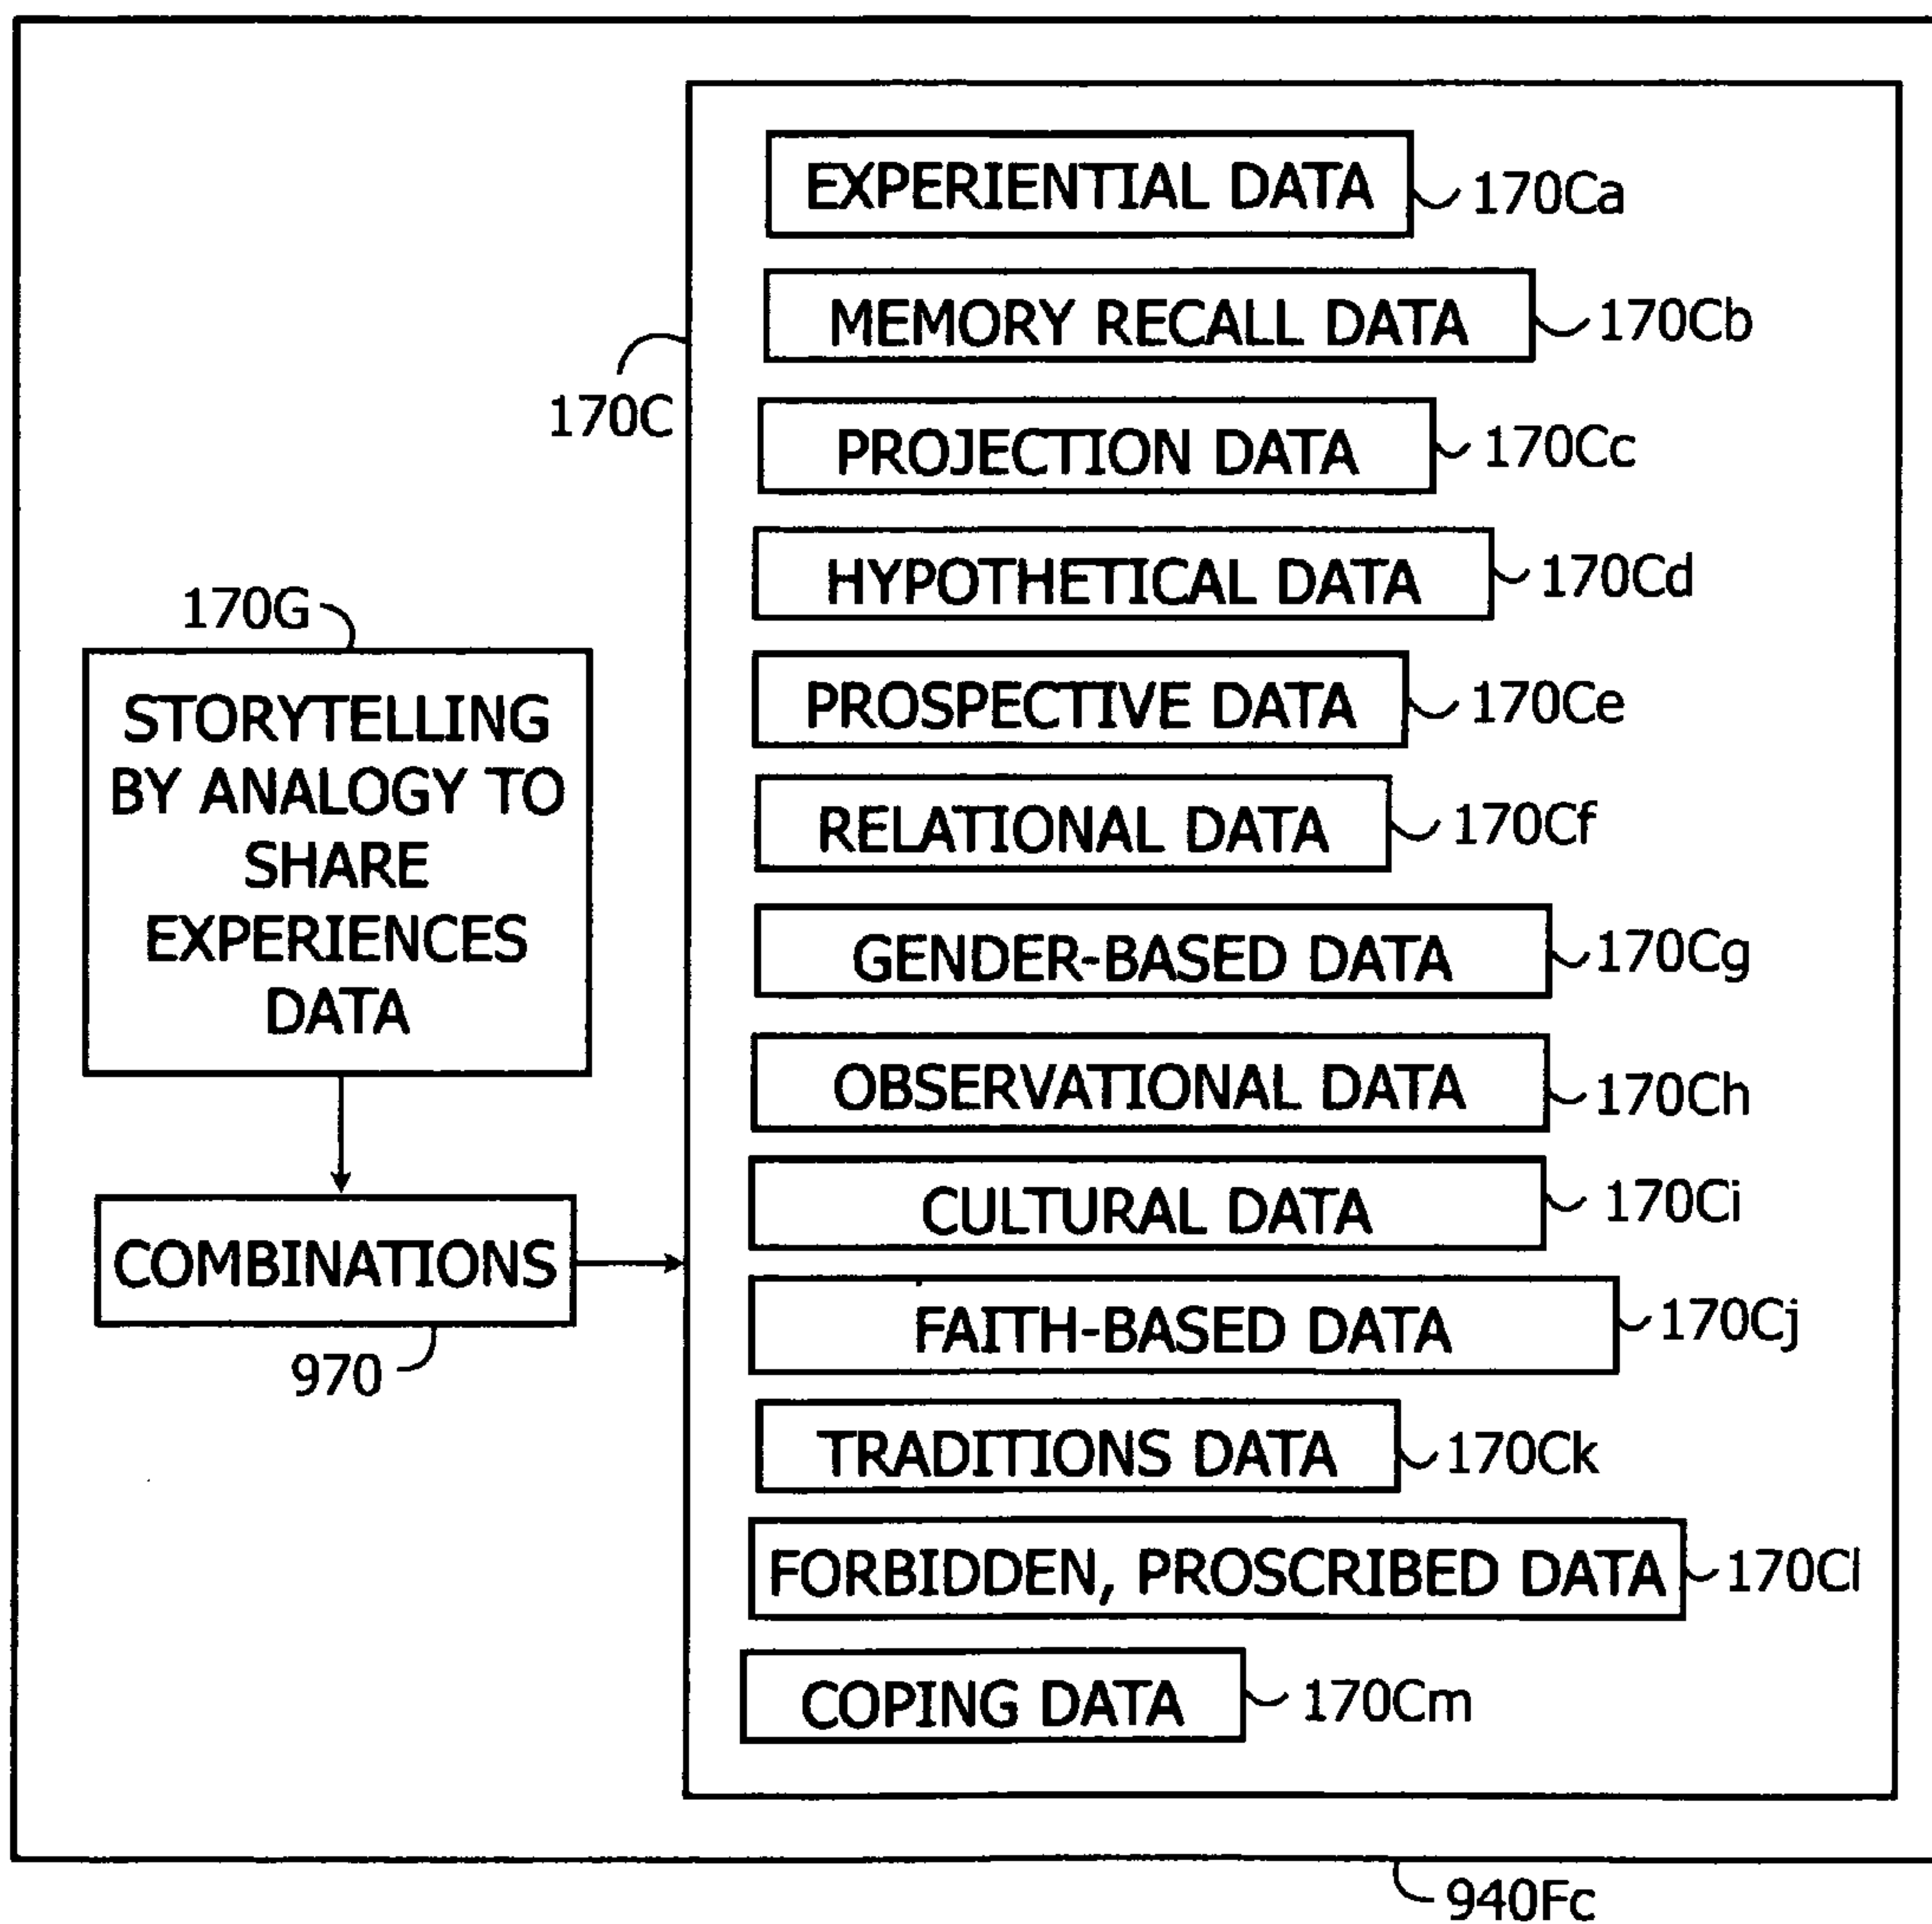 EXPERIENTIAL DATA
170Ca
MEMORY RECALL DATA
170Cb
170C
PROJECTION DATA
170Cc
HYPOTHETICAL DATA
170Cd
170G
STORYTELLING
BY ANALOGY TO
SHARE
EXPERIENCES
DATA
PROSPECTIVE DATA
170Ce
RELATIONAL DATA
170Cf
GENDER-BASED DATA
170Cg
OBSERVATIONAL DATA
170Ch
CULTURAL DATA
170Ci
COMBINATIONS
970
FAITH-BASED DATA
170Cj
TRADITIONS DATA
170Ck
FORBIDDEN, PROSCRIBED DATA
170Cl
COPING DATA
170Cm
940Fc